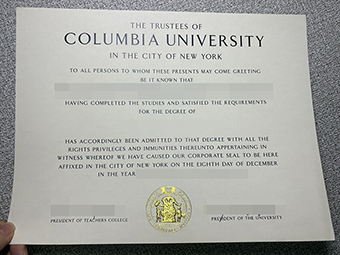 THE TRUSTEES OF
COLUMBIA UNIVERSITY
IN THE CITY OF NEW YORK
TO ALL PERSONS TO WHOM THESE PRESENTS MAY COME GREETING
BE IT KNOWN THAT
HAVING COMPLETED THE STUDIES AND SATISFIED THE REQUIREMENTS
FOR THE DEGREE OF
HAS ACCORDINGLY BEEN ADMITTED TO THAT DEGREE WITH ALL THE
RIGHTS PRIVILEGES AND IMMUNITIES THEREUNTO APPERTAINING IN
WITNESS WHEREOF WE HAVE CAUSED OUR CORPORATE SEAL TO BE HERE
AFFIXED IN THE CITY OF NEW YORK ON THE EIGHTH DAY OF DECEMBER
IN THE YEAR
PRESIDENT OF TEACHERS COLLEGE
PRESIDENT OF THE UNIVERSITY